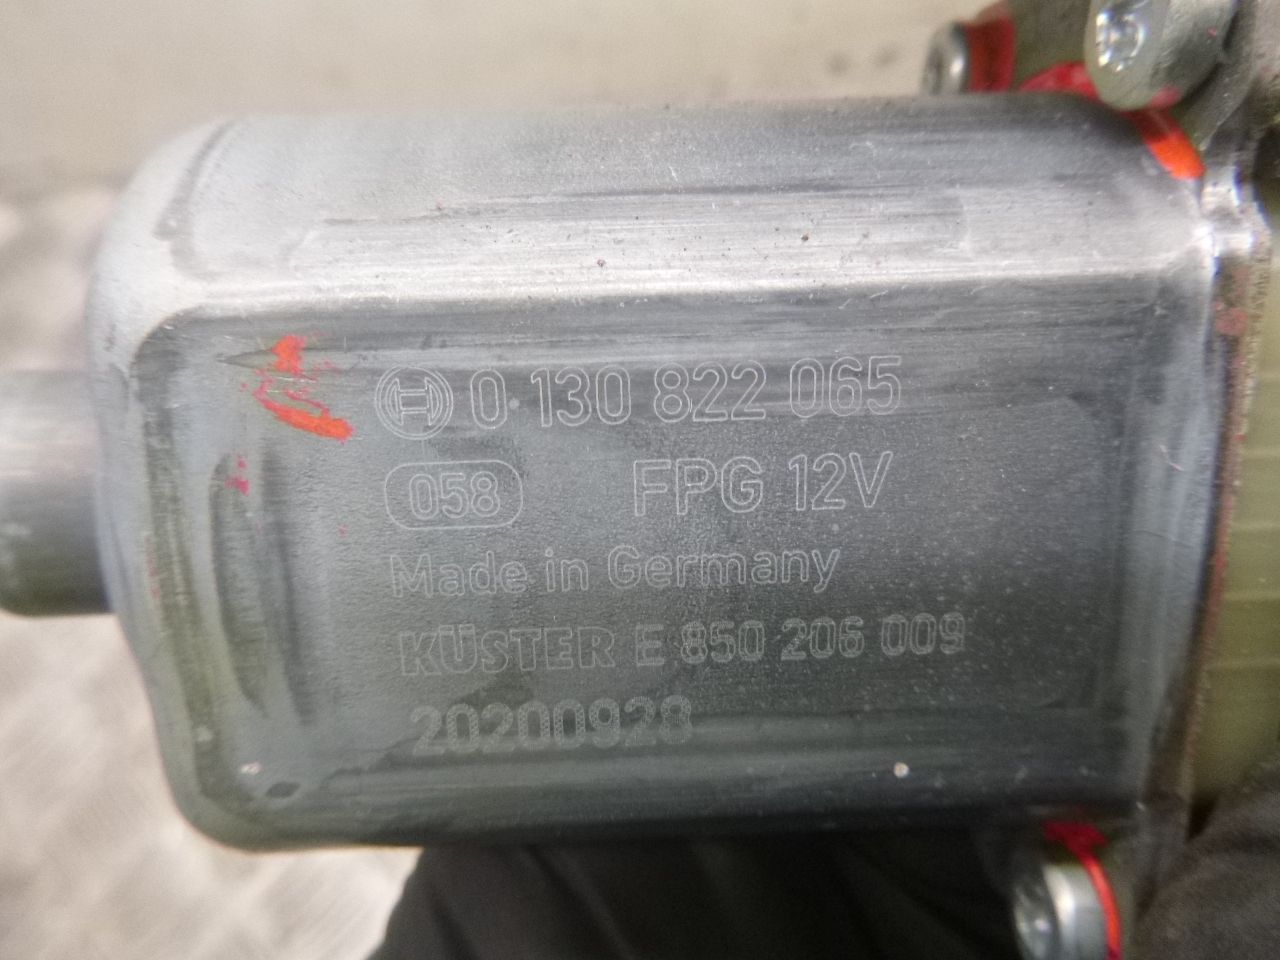 0 130 822 065
058 FPG 12V
Made in Germany
KÜSTER E 850 206 009
20200928